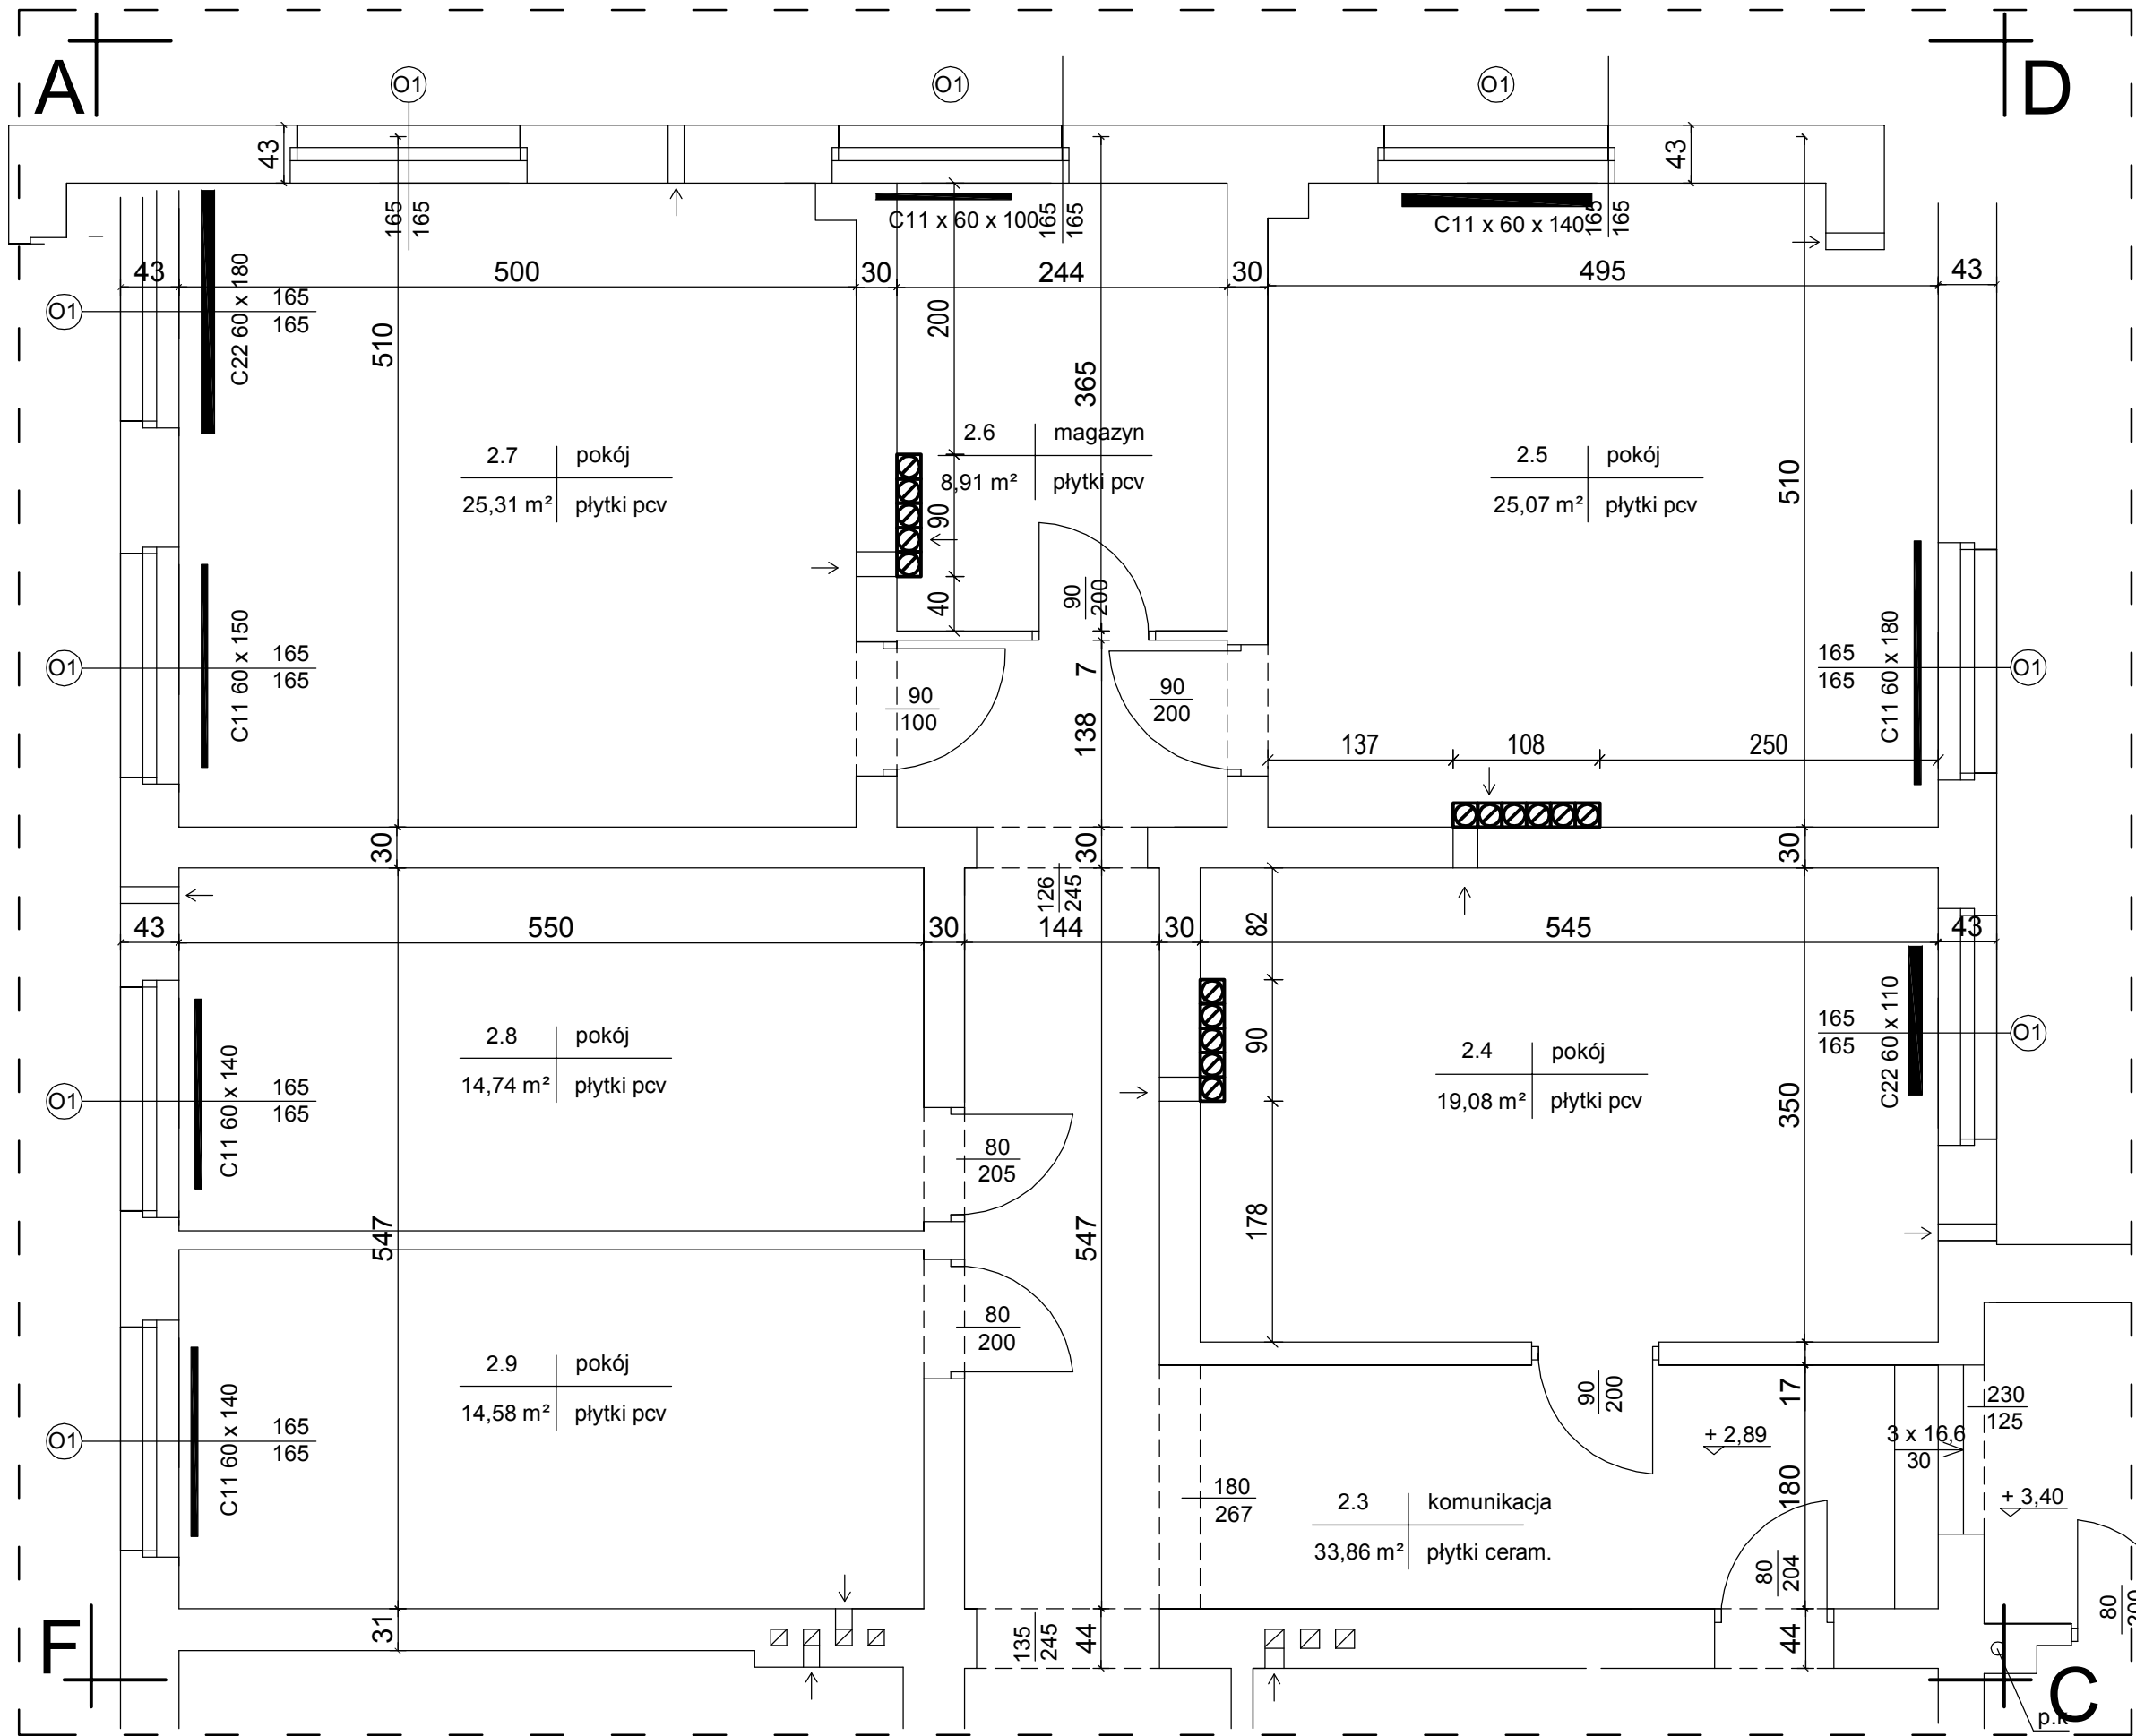 A
D
O1
O1
O1
43
43
165
165
C11 x 60 x 100
165
165
C11 x 60 x 140
165
165
43
500
30
244
30
495
43
O1
C22 60 x 180
165
165
510
200
365
510
2.7 pokój
25,31 m² płytki pcv
2.6 magazyn
8,91 m² płytki pcv
2.5 pokój
25,07 m² płytki pcv
90
40
90
200
O1
C11 60 x 150
165
165
90
100
7
90
200
138
165
165
C11 60 x 180
O1
137
108
250
30
30
30
126
245
43
550
30
144
30
82
545
43
2.8 pokój
14,74 m² płytki pcv
90
2.4 pokój
19,08 m² płytki pcv
165
165
C22 60 x 110
O1
O1
C11 60 x 140
165
165
80
205
350
547
547
178
80
200
2.9 pokój
14,58 m² płytki pcv
O1
C11 60 x 140
165
165
90
200
17
230
125
+ 2,89
3 x 16,6
30
180
267
2.3 komunikacja
33,86 m² płytki ceram.
180
+ 3,40
80
204
80
200
F
31
135
245
44
44
C
p.k